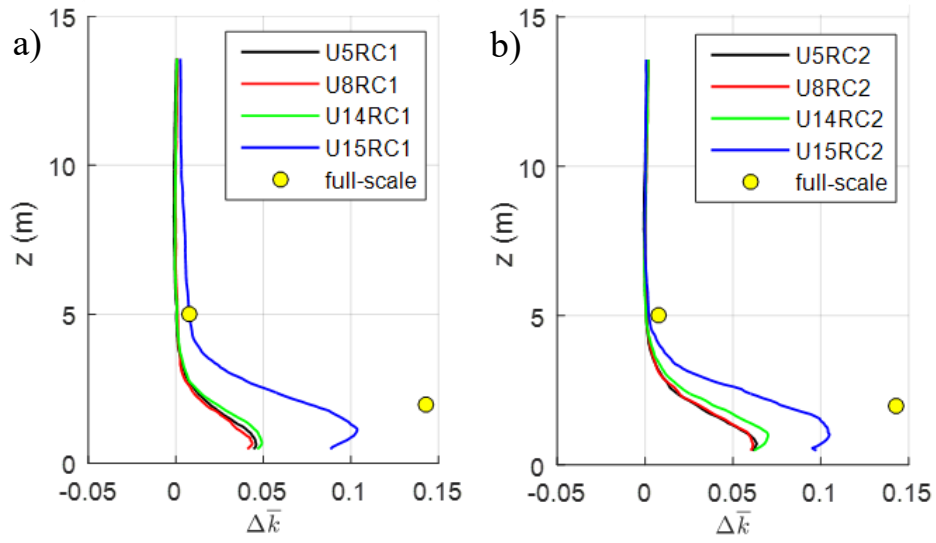 a)
15
10
5
0
z (m)
-0.05 0 0.05 0.1 0.15
Δk̅
U5RC1
U8RC1
U14RC1
U15RC1
full-scale
b)
15
10
5
0
z (m)
-0.05 0 0.05 0.1 0.15
Δk̅
U5RC2
U8RC2
U14RC2
U15RC2
full-scale